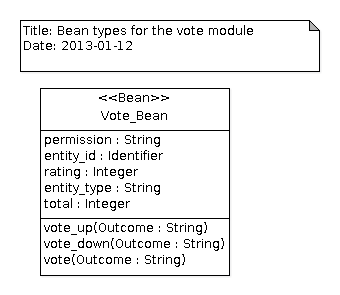 Title: Bean types for the vote module
Date: 2013-01-12
<<Bean>>
Vote_Bean
permission : String
entity_id : Identifier
rating : Integer
entity_type : String
total : Integer
vote_up(Outcome : String)
vote_down(Outcome : String)
vote(Outcome : String)